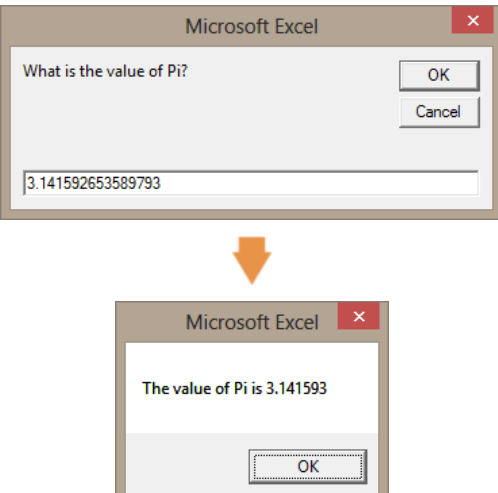 Microsoft Excel
What is the value of Pi?
OK
Cancel
3.141592653589793
Microsoft Excel
The value of Pi is 3.141593
OK